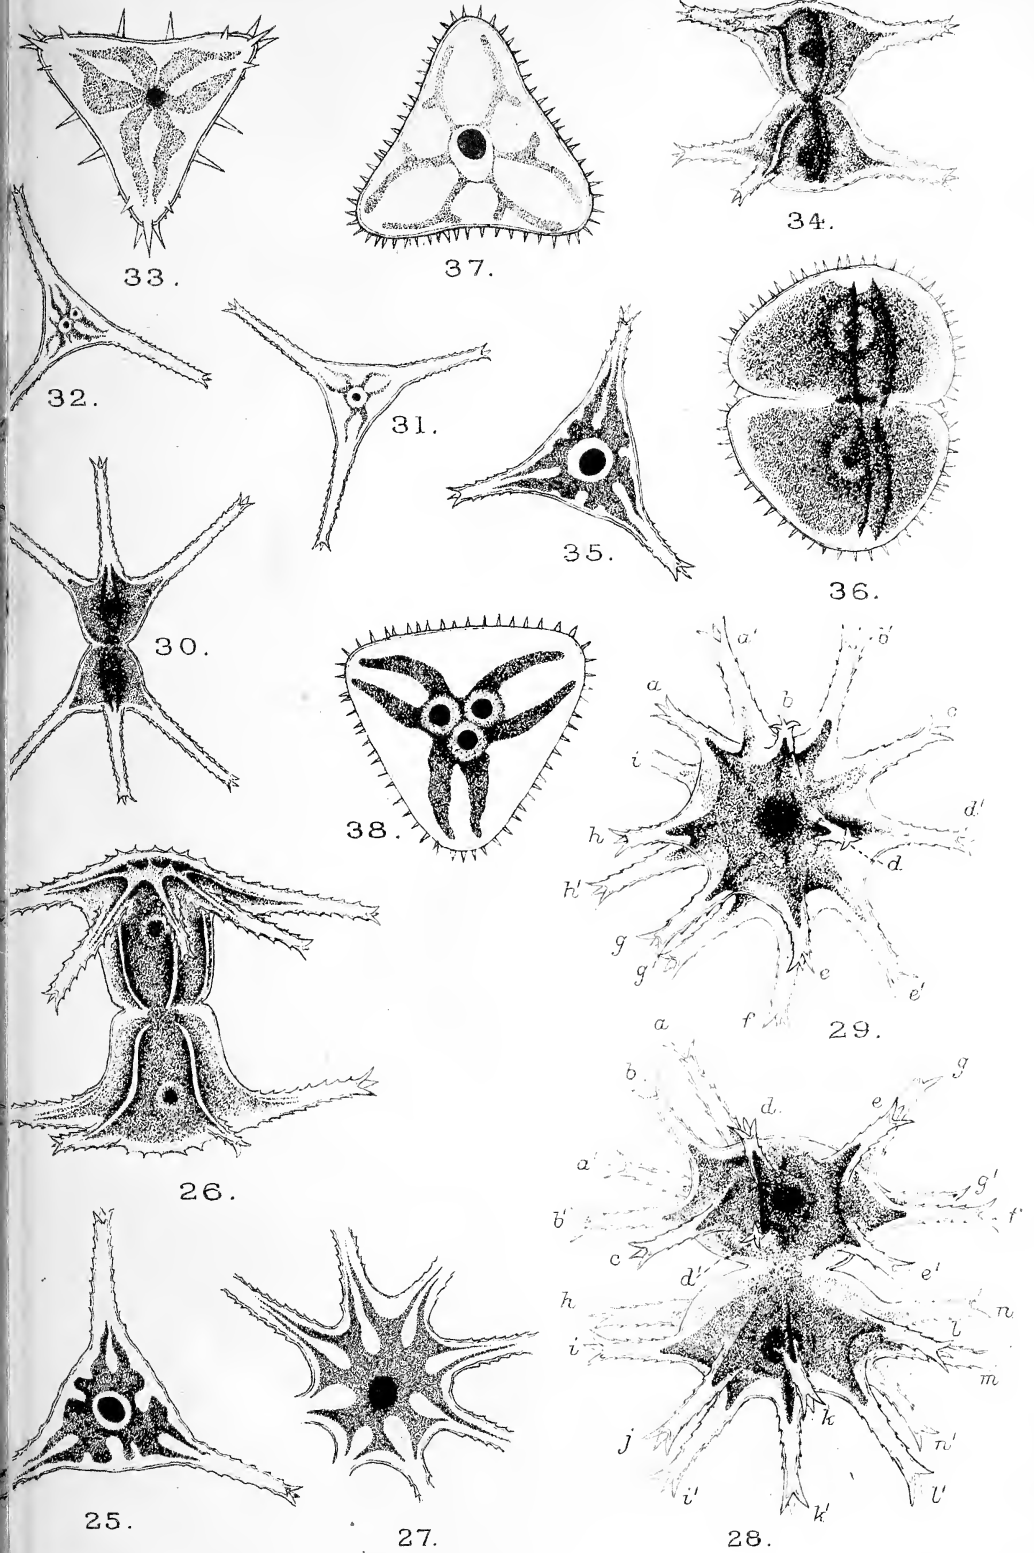 33.
37.
34.
32.
31.
35.
36.
30.
38.
a'
b'
a
b
c
i
d'
h
d
h'
g
g'
e
e'
f
29.
26.
a
b
g
d.
e
a'
g'
b'
f
c
d'
e'
h
n
i
l
m
j
k
n'
i'
k'
l'
25.
27.
28.